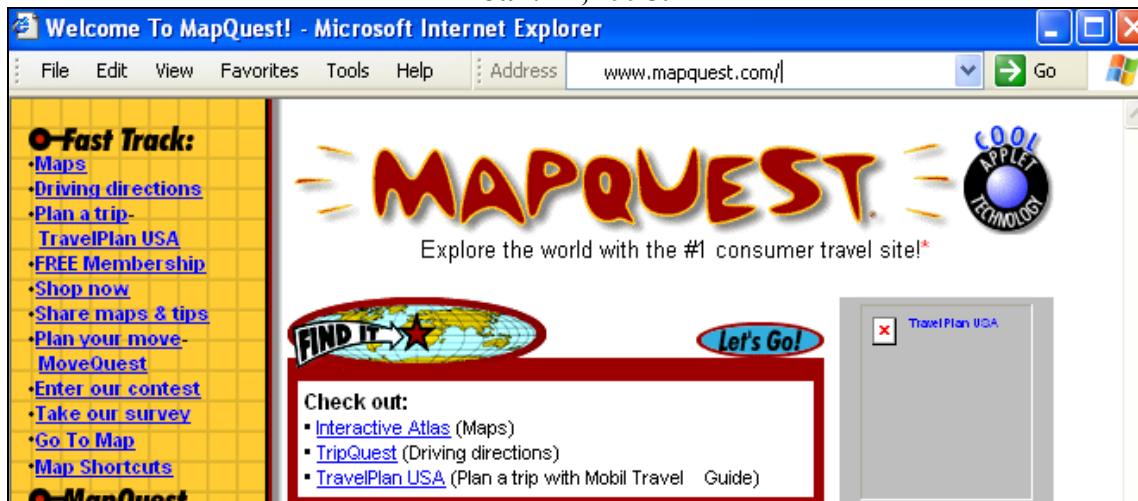 Welcome To MapQuest! - Microsoft Internet Explorer
File Edit View Favorites Tools Help Address www.mapquest.com/ Go
Fast Track:
•Maps
•Driving directions
•Plan a trip-
TravelPlan USA
•FREE Membership
•Shop now
•Share maps & tips
•Plan your move-
MoveQuest
•Enter our contest
•Take our survey
•Go To Map
•Map Shortcuts
MapQuest
MAPQUEST.
COOL APPLET TECHNOLOGY
Explore the world with the #1 consumer travel site!*
FIND IT
Let's Go!
Check out:
▪ Interactive Atlas (Maps)
▪ TripQuest (Driving directions)
▪ TravelPlan USA (Plan a trip with Mobil Travel Guide)
TravelPlan USA